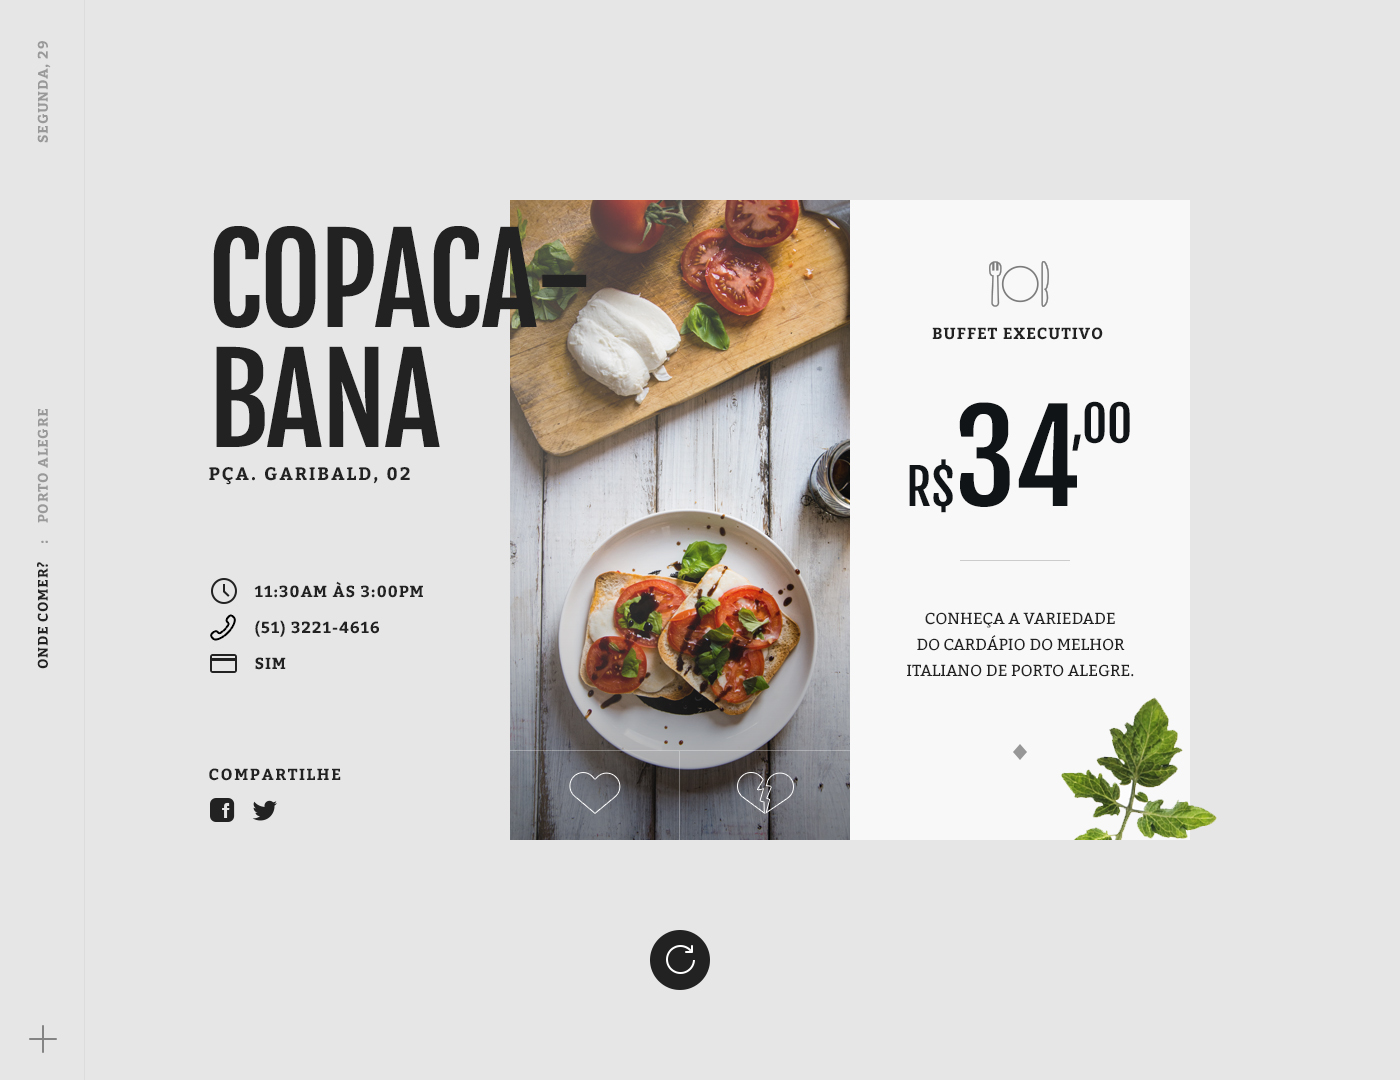 SEGUNDA, 29
ONDE COMER? : PORTO ALEGRE
COPACA-
BANA
PÇA. GARIBALD, 02
11:30AM ÀS 3:00PM
(51) 3221-4616
SIM
COMPARTILHE
BUFFET EXECUTIVO
R$34,00
CONHEÇA A VARIEDADE
DO CARDÁPIO DO MELHOR
ITALIANO DE PORTO ALEGRE.